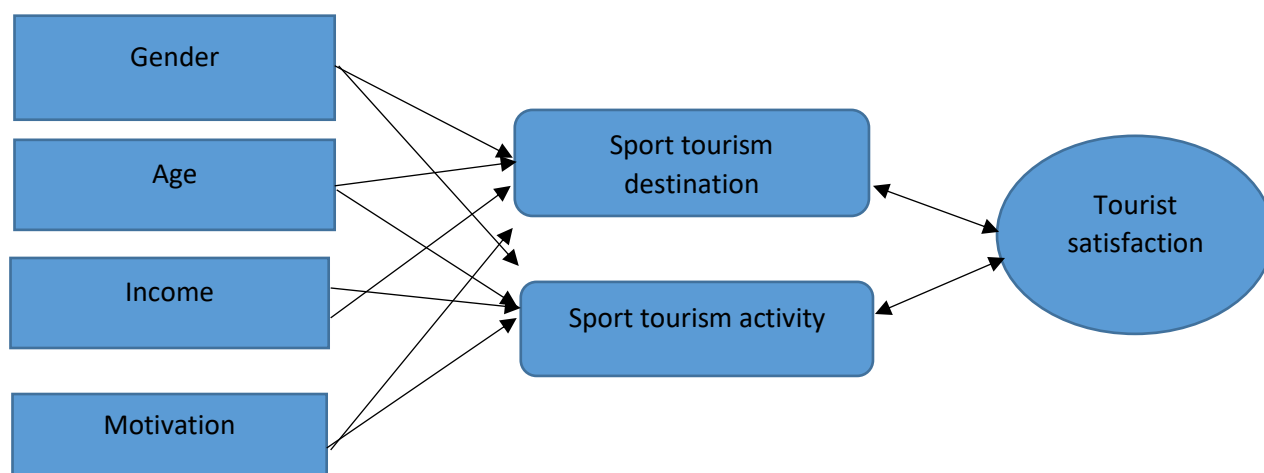 Gender
Age
Income
Motivation
Sport tourism
destination
Sport tourism activity
Tourist
satisfaction